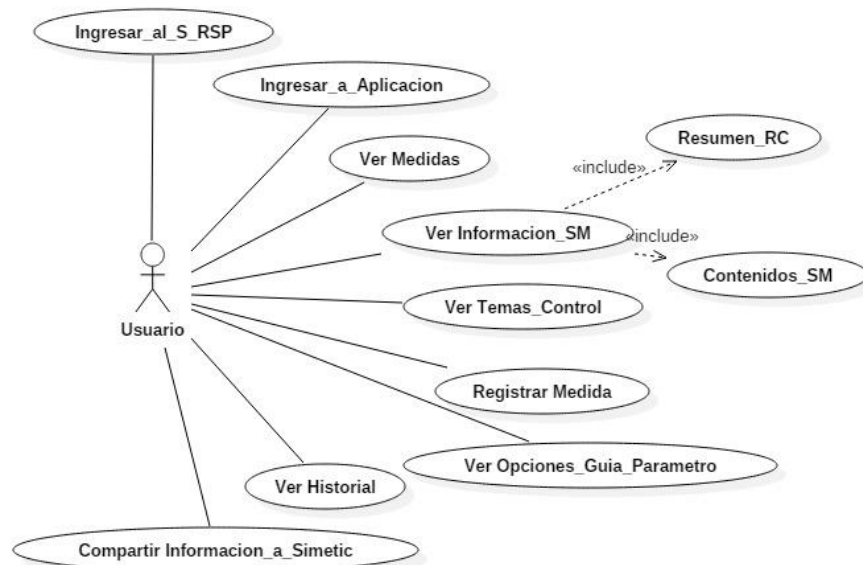 Ingresar_al_S_RSP
Ingresar_a_Aplicacion
Resumen_RC
Ver Medidas
«include»
Ver Informacion_SM
«include»
Contenidos_SM
Ver Temas_Control
Usuario
Registrar Medida
Ver Opciones_Guia_Parametro
Ver Historial
Compartir Informacion_a_Simetic